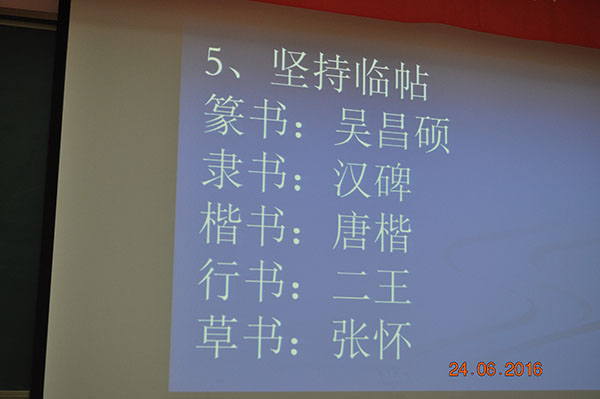 5、坚持临帖
篆书：吴昌硕
隶书：汉碑
楷书：唐楷
行书：二王
草书：张怀
24.06.2016